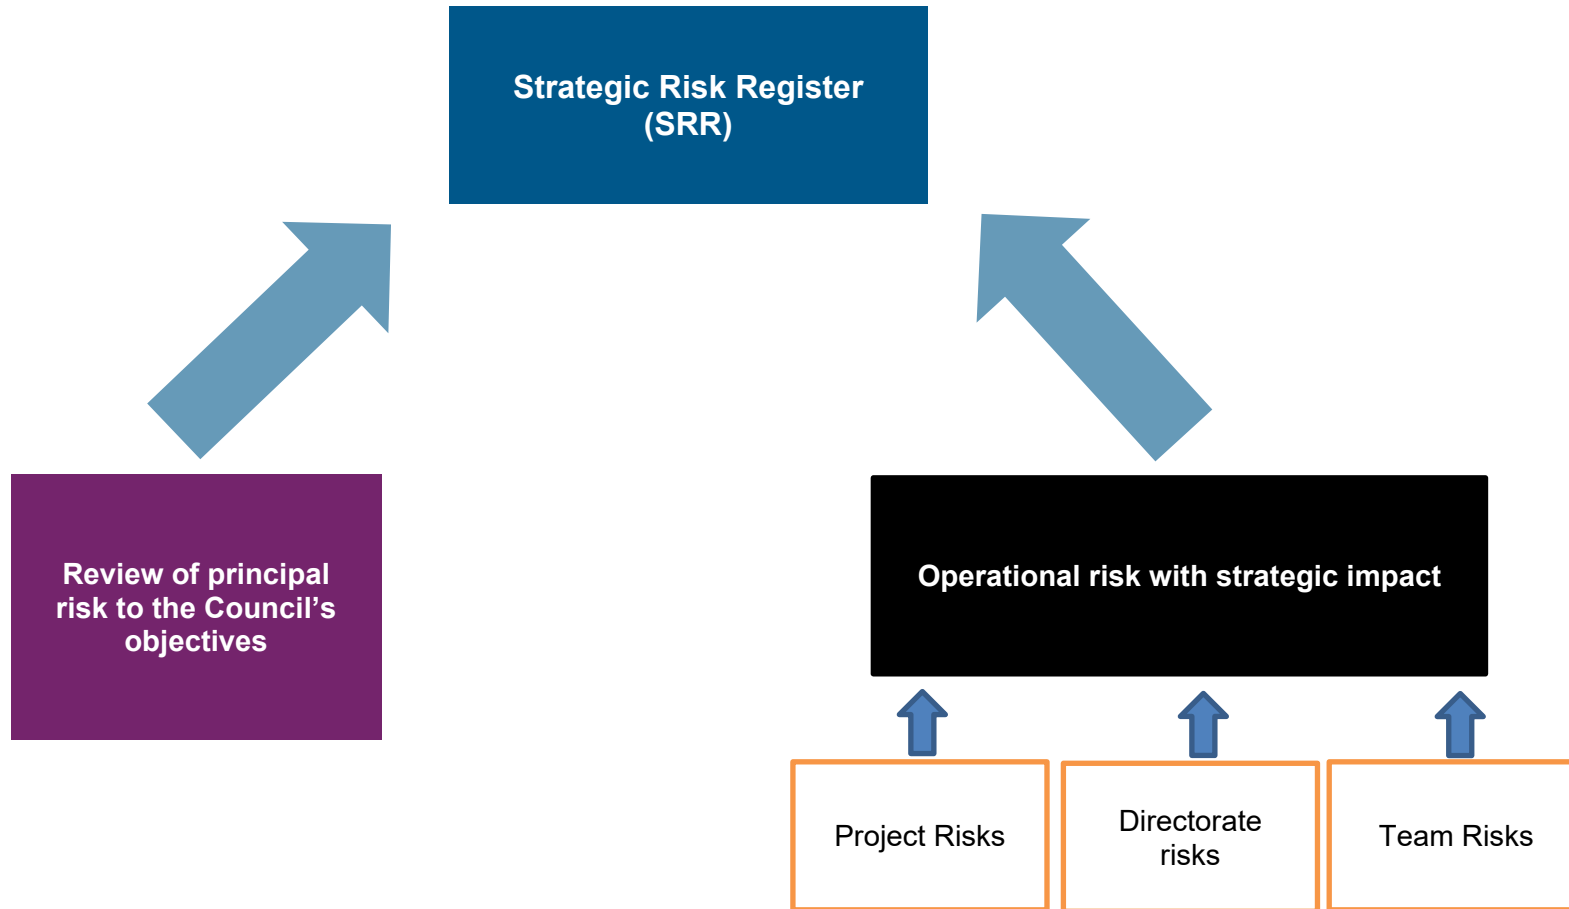 Strategic Risk Register
(SRR)
Review of principal
risk to the Council’s
objectives
Operational risk with strategic impact
Project Risks
Directorate
risks
Team Risks